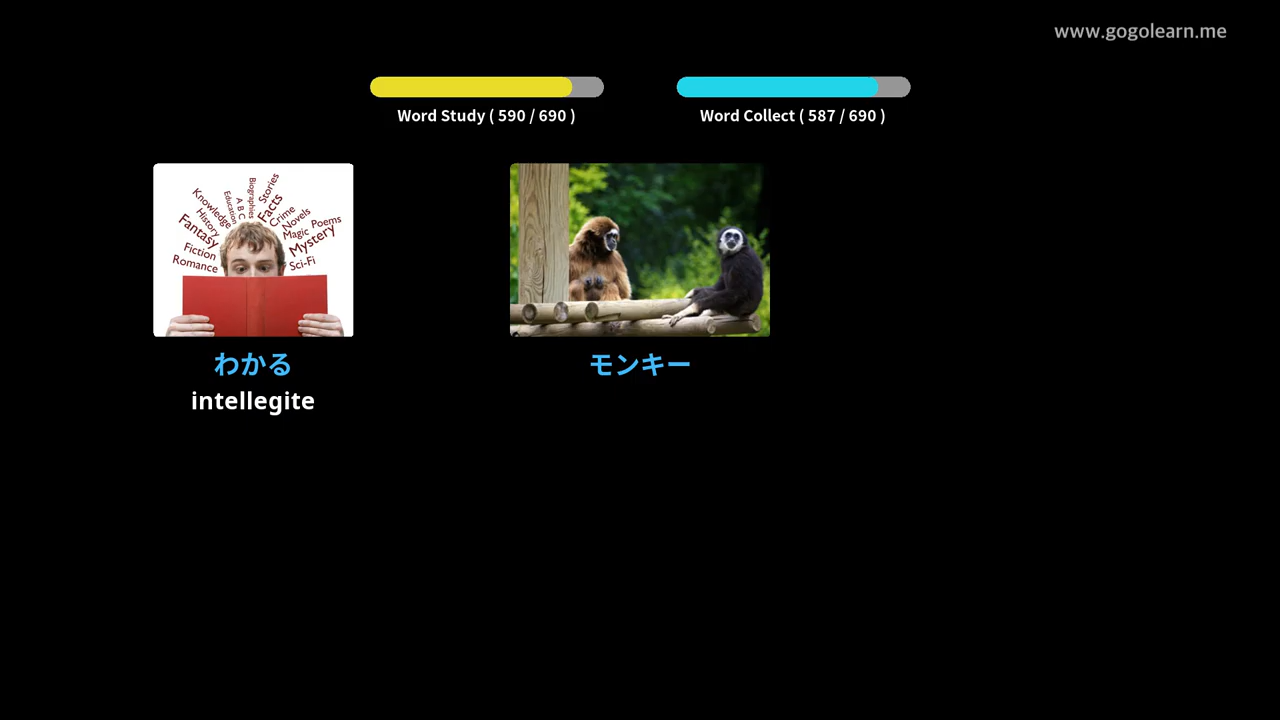 www.gogolearn.me
Word Study ( 590 / 690 )
Word Collect ( 587 / 690 )
Knowledge
History
Fantasy
Fiction
Romance
Education
A B C
Biographies
Stories
Facts
Crime
Novels
Magic
Poems
Mystery
Sci-Fi
わかる
intellegite
モンキー